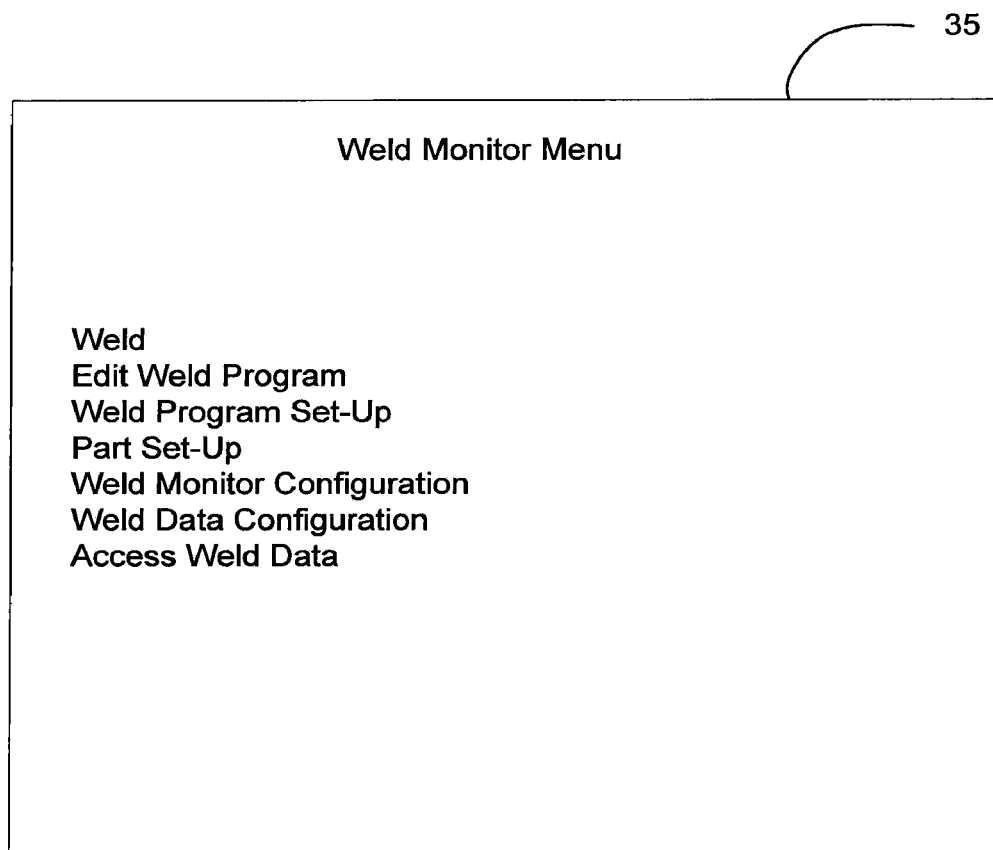 35
Weld Monitor Menu
Weld
Edit Weld Program
Weld Program Set-Up
Part Set-Up
Weld Monitor Configuration
Weld Data Configuration
Access Weld Data